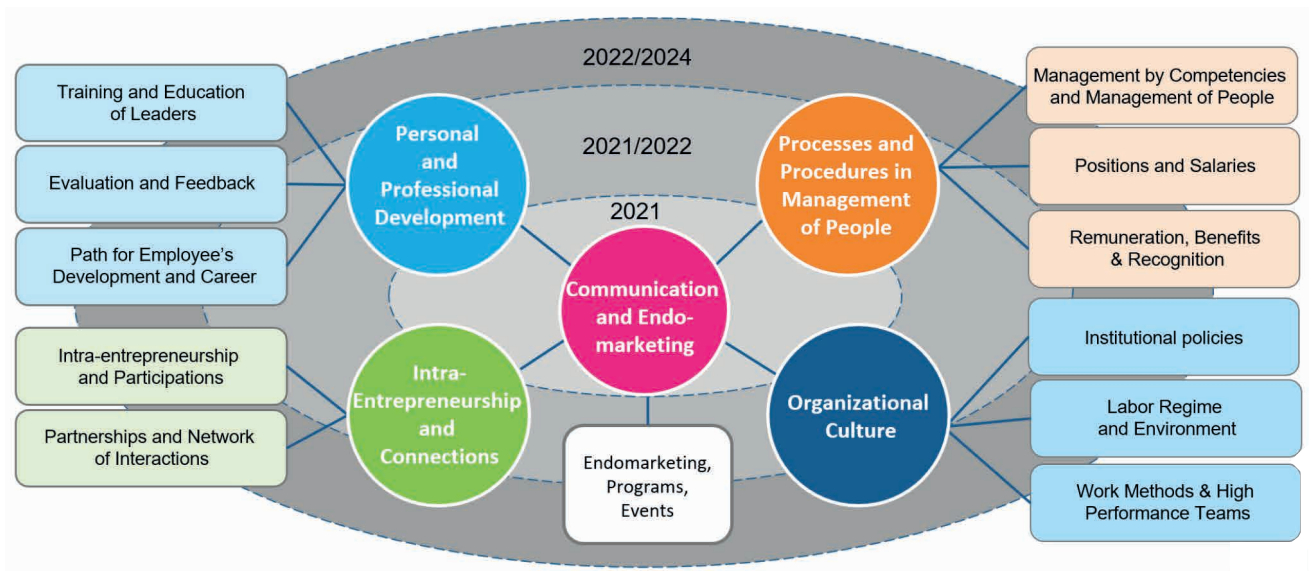 2022/2024
2021/2022
2021
Training and Education
of Leaders
Evaluation and Feedback
Path for Employee's
Development and Career
Intra-entrepreneurship
and Participations
Partnerships and Network
of Interactions
Personal
and
Professional
Development
Intra-
Entrepreneurship
and
Connections
Communication
and Endo-
marketing
Endomarketing,
Programs,
Events
Processes and
Procedures in
Management
of People
Organizational
Culture
Management by Competencies
and Management of People
Positions and Salaries
Remuneration, Benefits
& Recognition
Institutional policies
Labor Regime
and Environment
Work Methods & High
Performance Teams